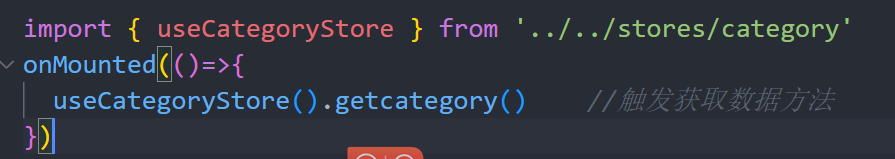 import { useCategoryStore } from '../../stores/category'
onMounted(()=>{
useCategoryStore().getcategory() //触发获取数据方法
})